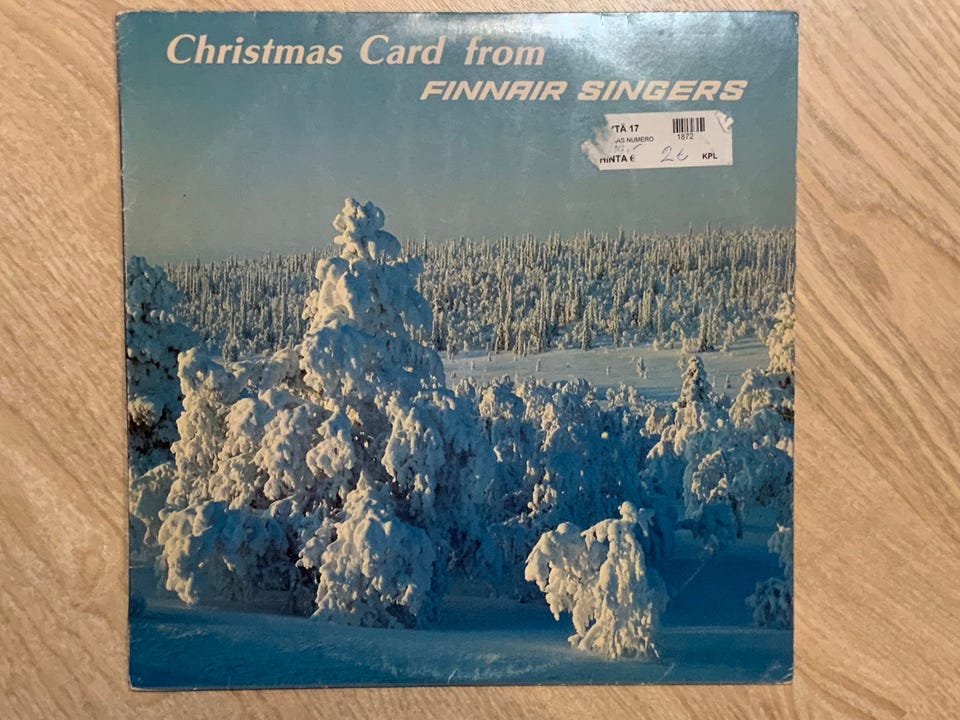 Christmas Card from
FINNAIR SINGERS
TÄ 17
AS NUMERO
1872
HINTA € 2€ KPL